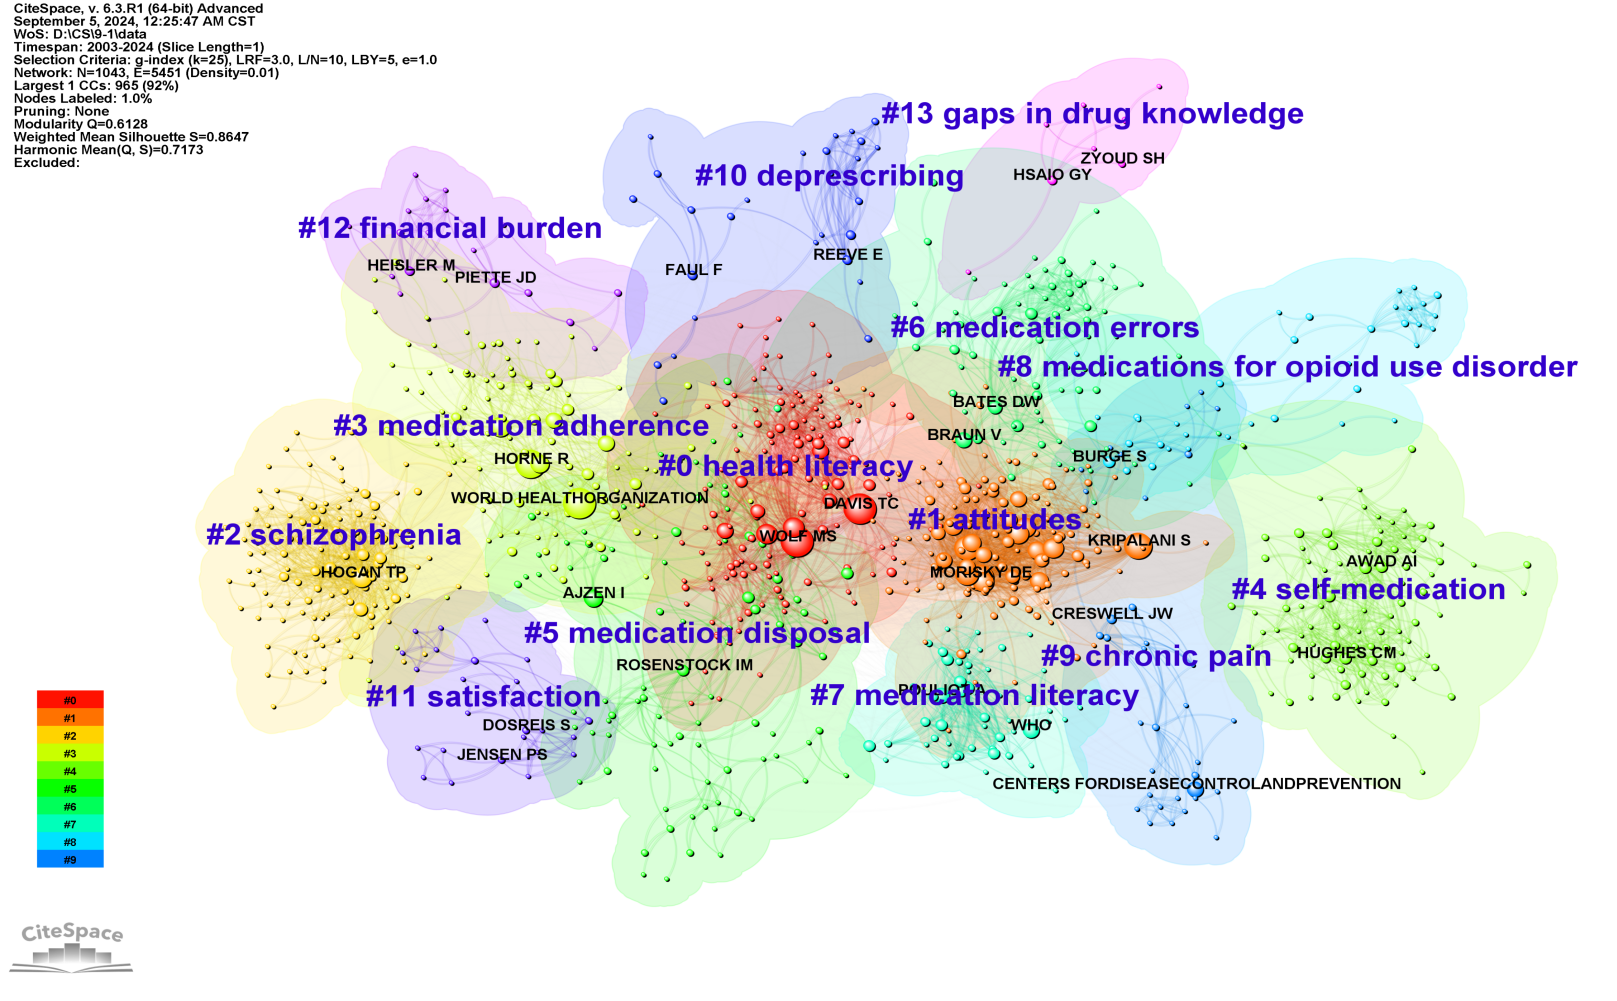 CiteSpace, v. 6.3.R1 (64-bit) Advanced
September 5, 2024, 12:25:47 AM CST
WoS: D:\CS\9-1\data
Timespan: 2003-2024 (Slice Length=1)
Selection Criteria: g-index (k=25), LRF=3.0, L/N=10, LBY=5, e=1.0
Network: N=1043, E=5451 (Density=0.01)
Largest 1 CCs: 965 (92%)
Nodes Labeled: 1.0%
Pruning: None
Modularity Q=0.6128
Weighted Mean Silhouette S=0.8647
Harmonic Mean(Q, S)=0.7173
Excluded:
#13 gaps in drug knowledge
ZYOUD SH
HSAIO GY
#10 deprescribing
#12 financial burden
REEVE E
HEISLER M
FAUL F
PIETTE JD
#6 medication errors
#8 medications for opioid use disorder
BATES DW
#3 medication adherence
BRAUN V
HORNE R
BURGE S
#0 health literacy
WORLD HEALTHORGANIZATION
DAVIS TC
#1 attitudes
#2 schizophrenia
WOLF MS
KRIPALANI S
AWAD AI
HOGAN TP
MORISKY DE
#4 self-medication
AJZEN I
CRESWELL JW
#5 medication disposal
HUGHES CM
#9 chronic pain
ROSENSTOCK IM
POULIOT A
#7 medication literacy
#11 satisfaction
DOSREIS S
WHO
JENSEN PS
CENTERS FORDISEASECONTROLANDPREVENTION
#0
#1
#2
#3
#4
#5
#6
#7
#8
#9
CiteSpace